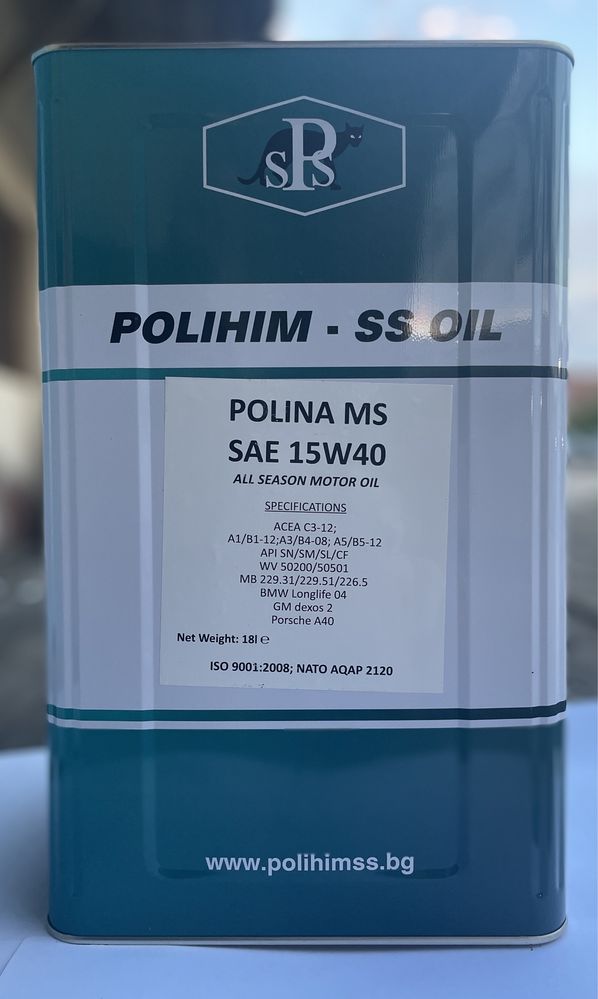 SPS
POLIHIM - SS OIL
POLINA MS
SAE 15W40
ALL SEASON MOTOR OIL
SPECIFICATIONS
ACEA C3-12;
A1/B1-12;A3/B4-08; A5/B5-12
API SN/SM/SL/CF
WV 50200/50501
MB 229.31/229.51/226.5
BMW Longlife 04
GM dexos 2
Porsche A40
Net Weight: 18l ℮
ISO 9001:2008; NATO AQAP 2120
www.polihimss.bg